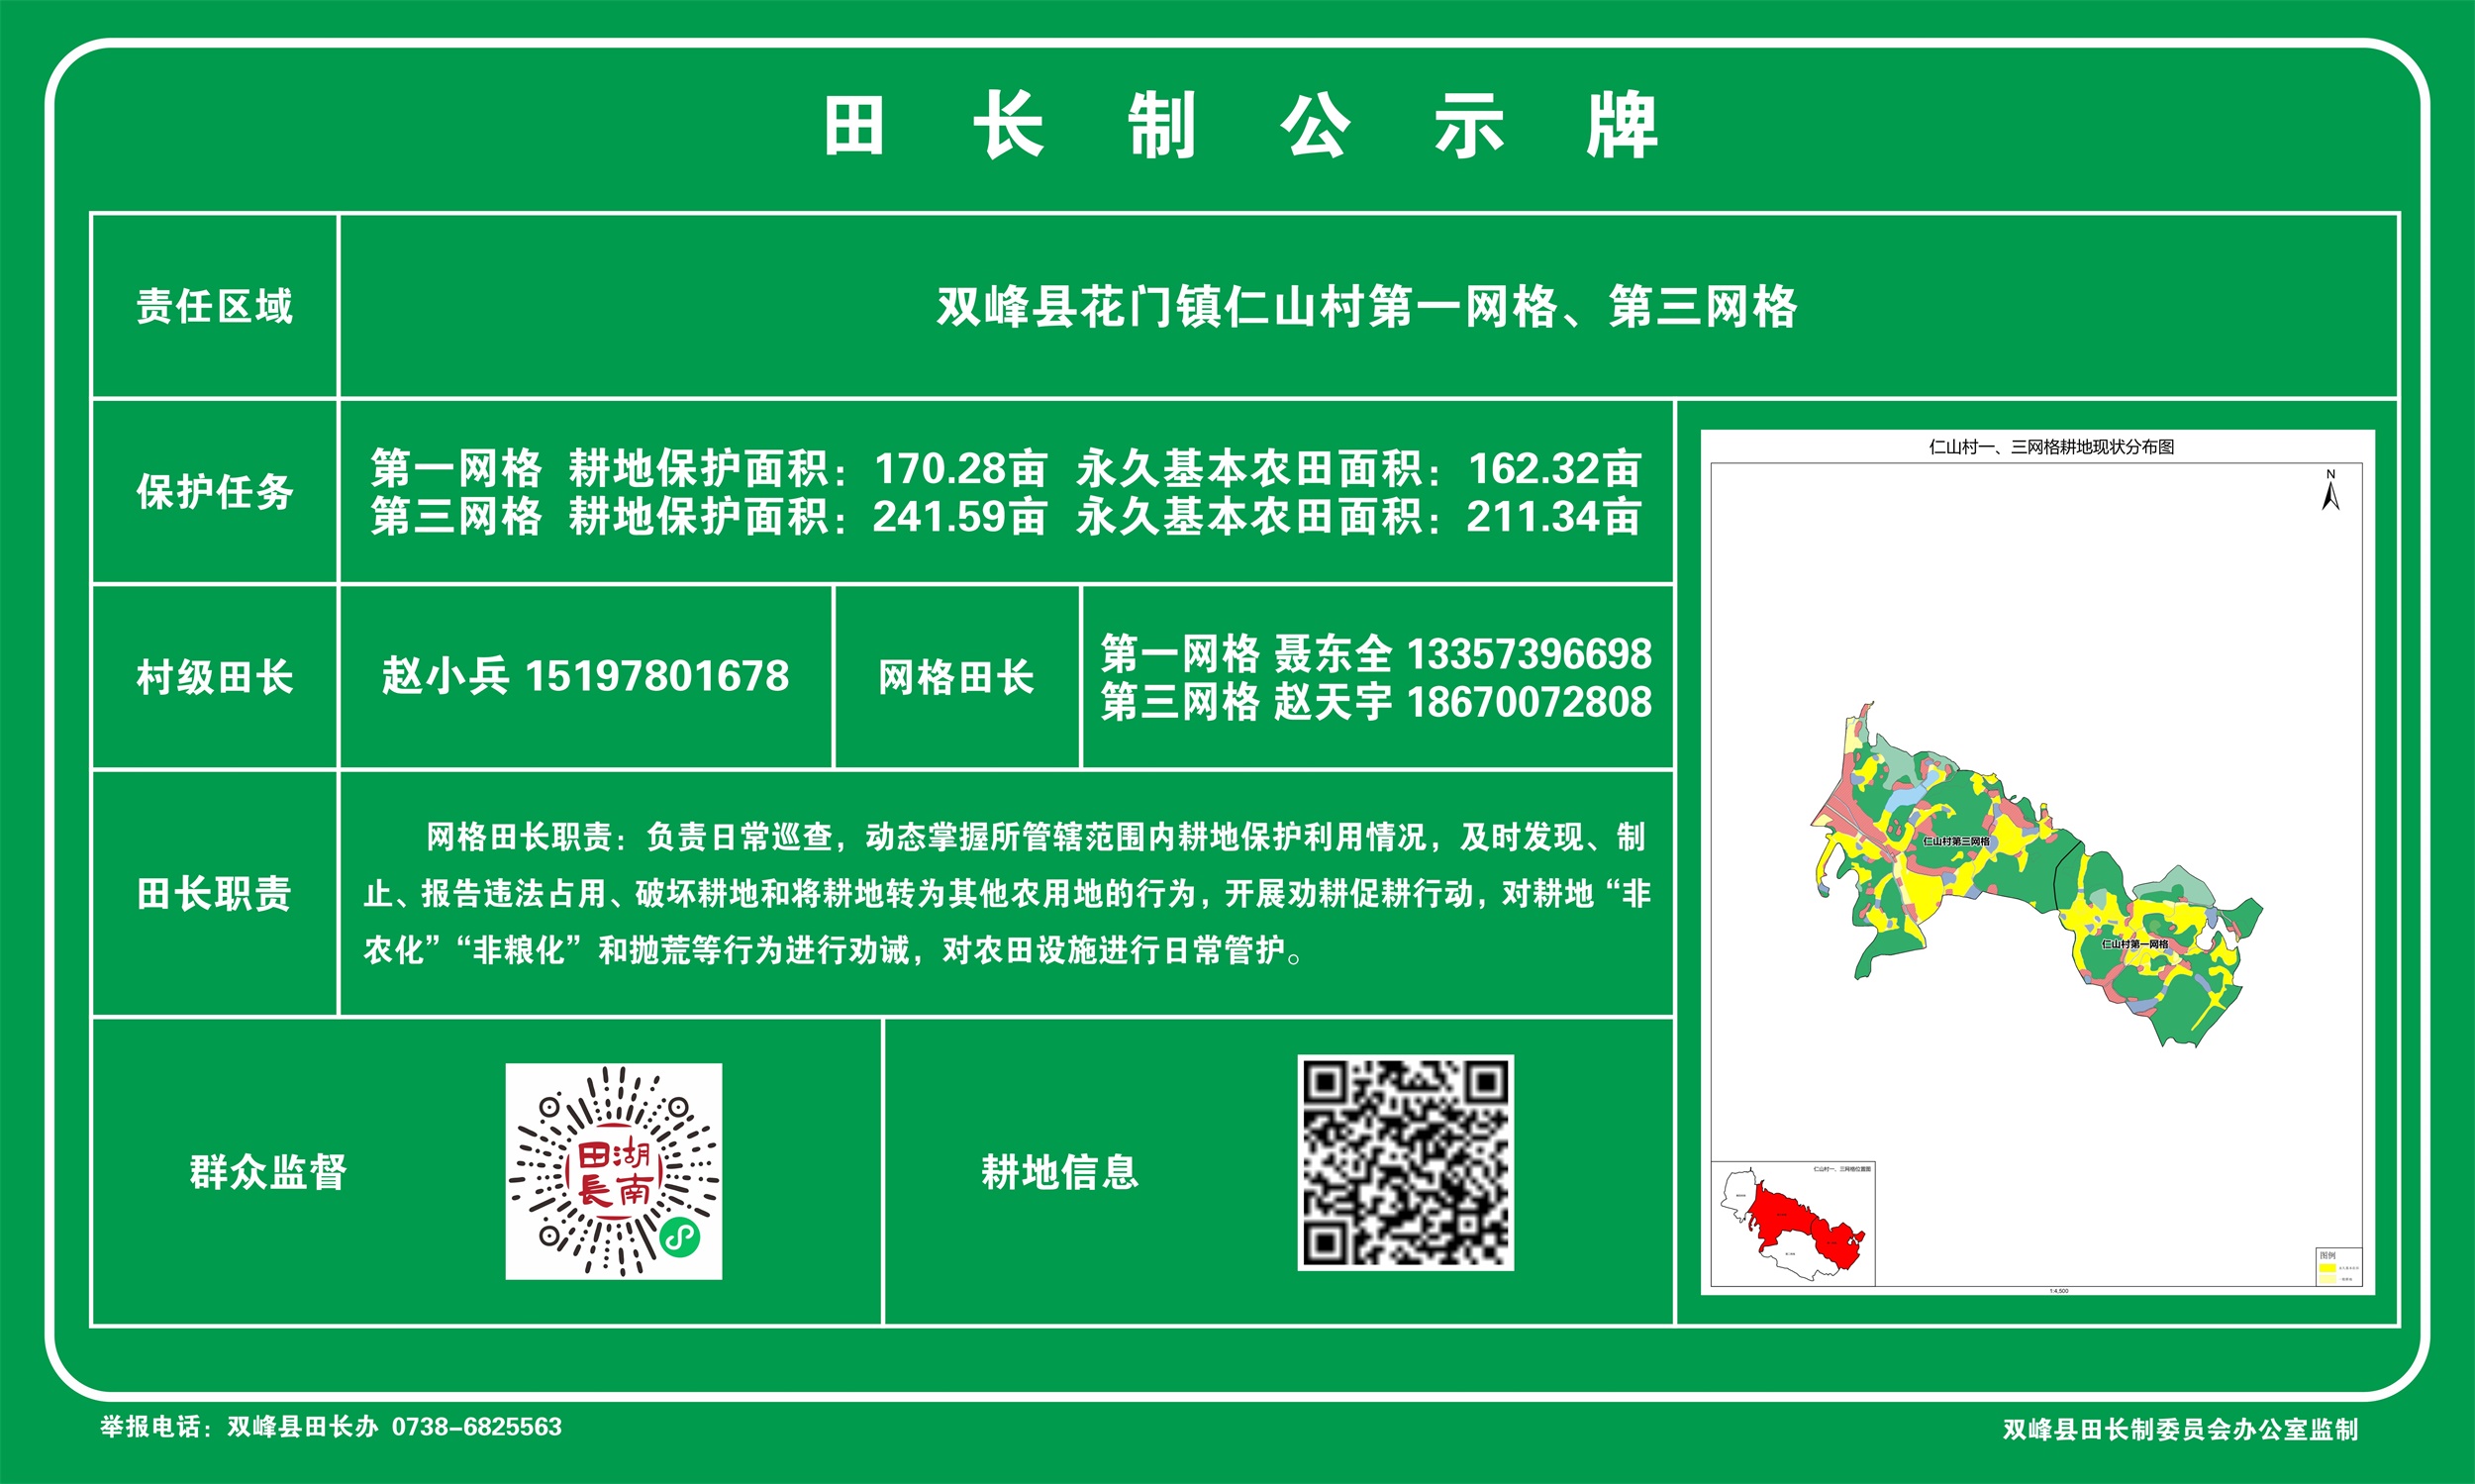 田长制公示牌
责任区域
双峰县花门镇仁山村第一网格、第三网格
保护任务
第一网格 耕地保护面积：170.28亩 永久基本农田面积：162.32亩
第三网格 耕地保护面积：241.59亩 永久基本农田面积：211.34亩
村级田长
赵小兵 15197801678
网格田长
第一网格 聂东全 13357396698
第三网格 赵天宇 18670072808
田长职责
网格田长职责：负责日常巡查，动态掌握所管辖范围内耕地保护利用情况，及时发现、制
止、报告违法占用、破坏耕地和将耕地转为其他农用地的行为，开展劝耕促耕行动，对耕地“非
农化”“非粮化”和抛荒等行为进行劝诫，对农田设施进行日常管护。
群众监督
湖南
田長
耕地信息
仁山村一、三网格耕地现状分布图
N
仁山村第三网格
仁山村第一网格
仁山村一、三网格位置图
图例
1:4,500
举报电话：双峰县田长办 0738-6825563
双峰县田长制委员会办公室监制